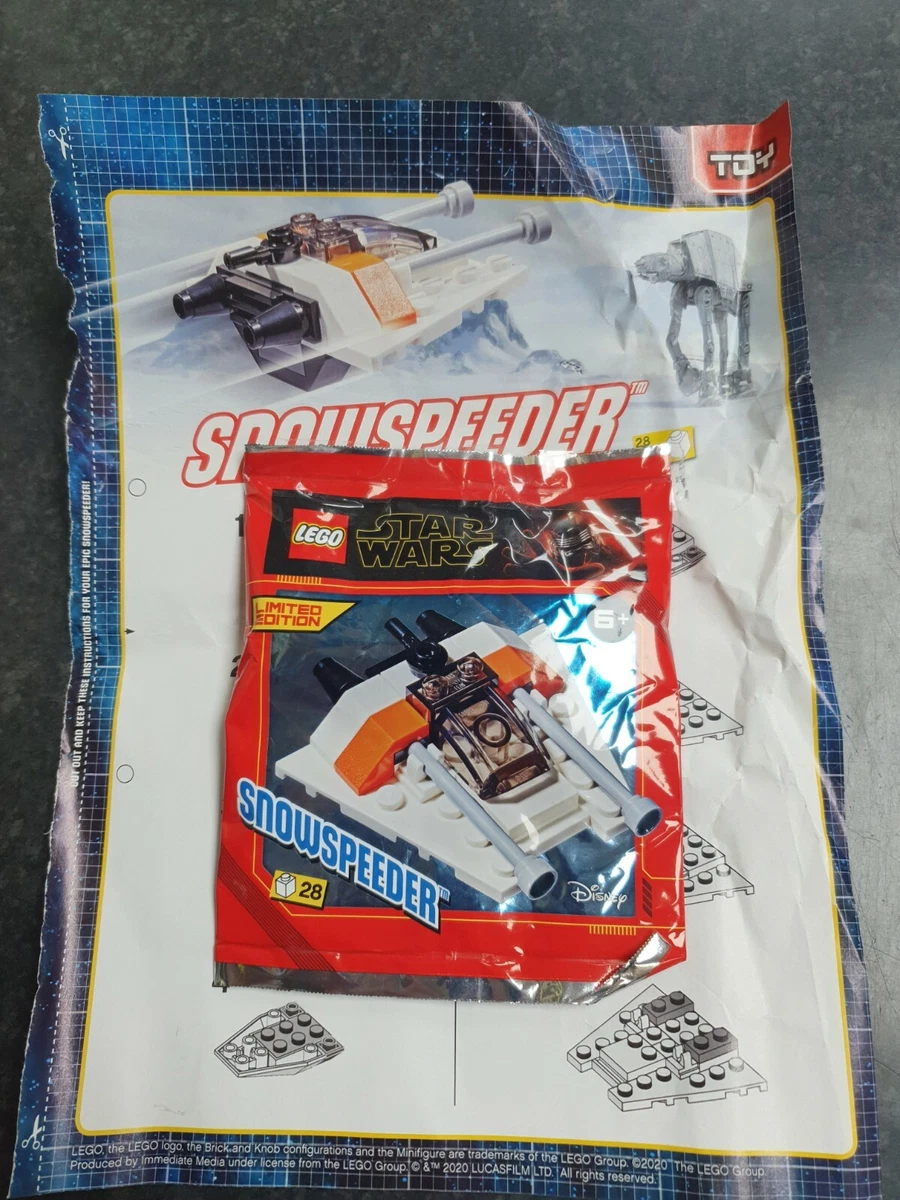 TOY
SNOWSPEEDER™
28
CUT OUT AND KEEP THESE INSTRUCTIONS FOR YOUR EPIC SNOWSPEEDER!
LEGO
STAR
WARS
LIMITED
EDITION
6+
SNOWSPEEDER™
28
Disney
LEGO, the LEGO logo, the Brick and Knob configurations and the Minifigure are trademarks of the LEGO Group. ©2020 The LEGO Group.
Produced by Immediate Media under license from the LEGO Group. © &™ 2020 LUCASFILM LTD. All rights reserved.